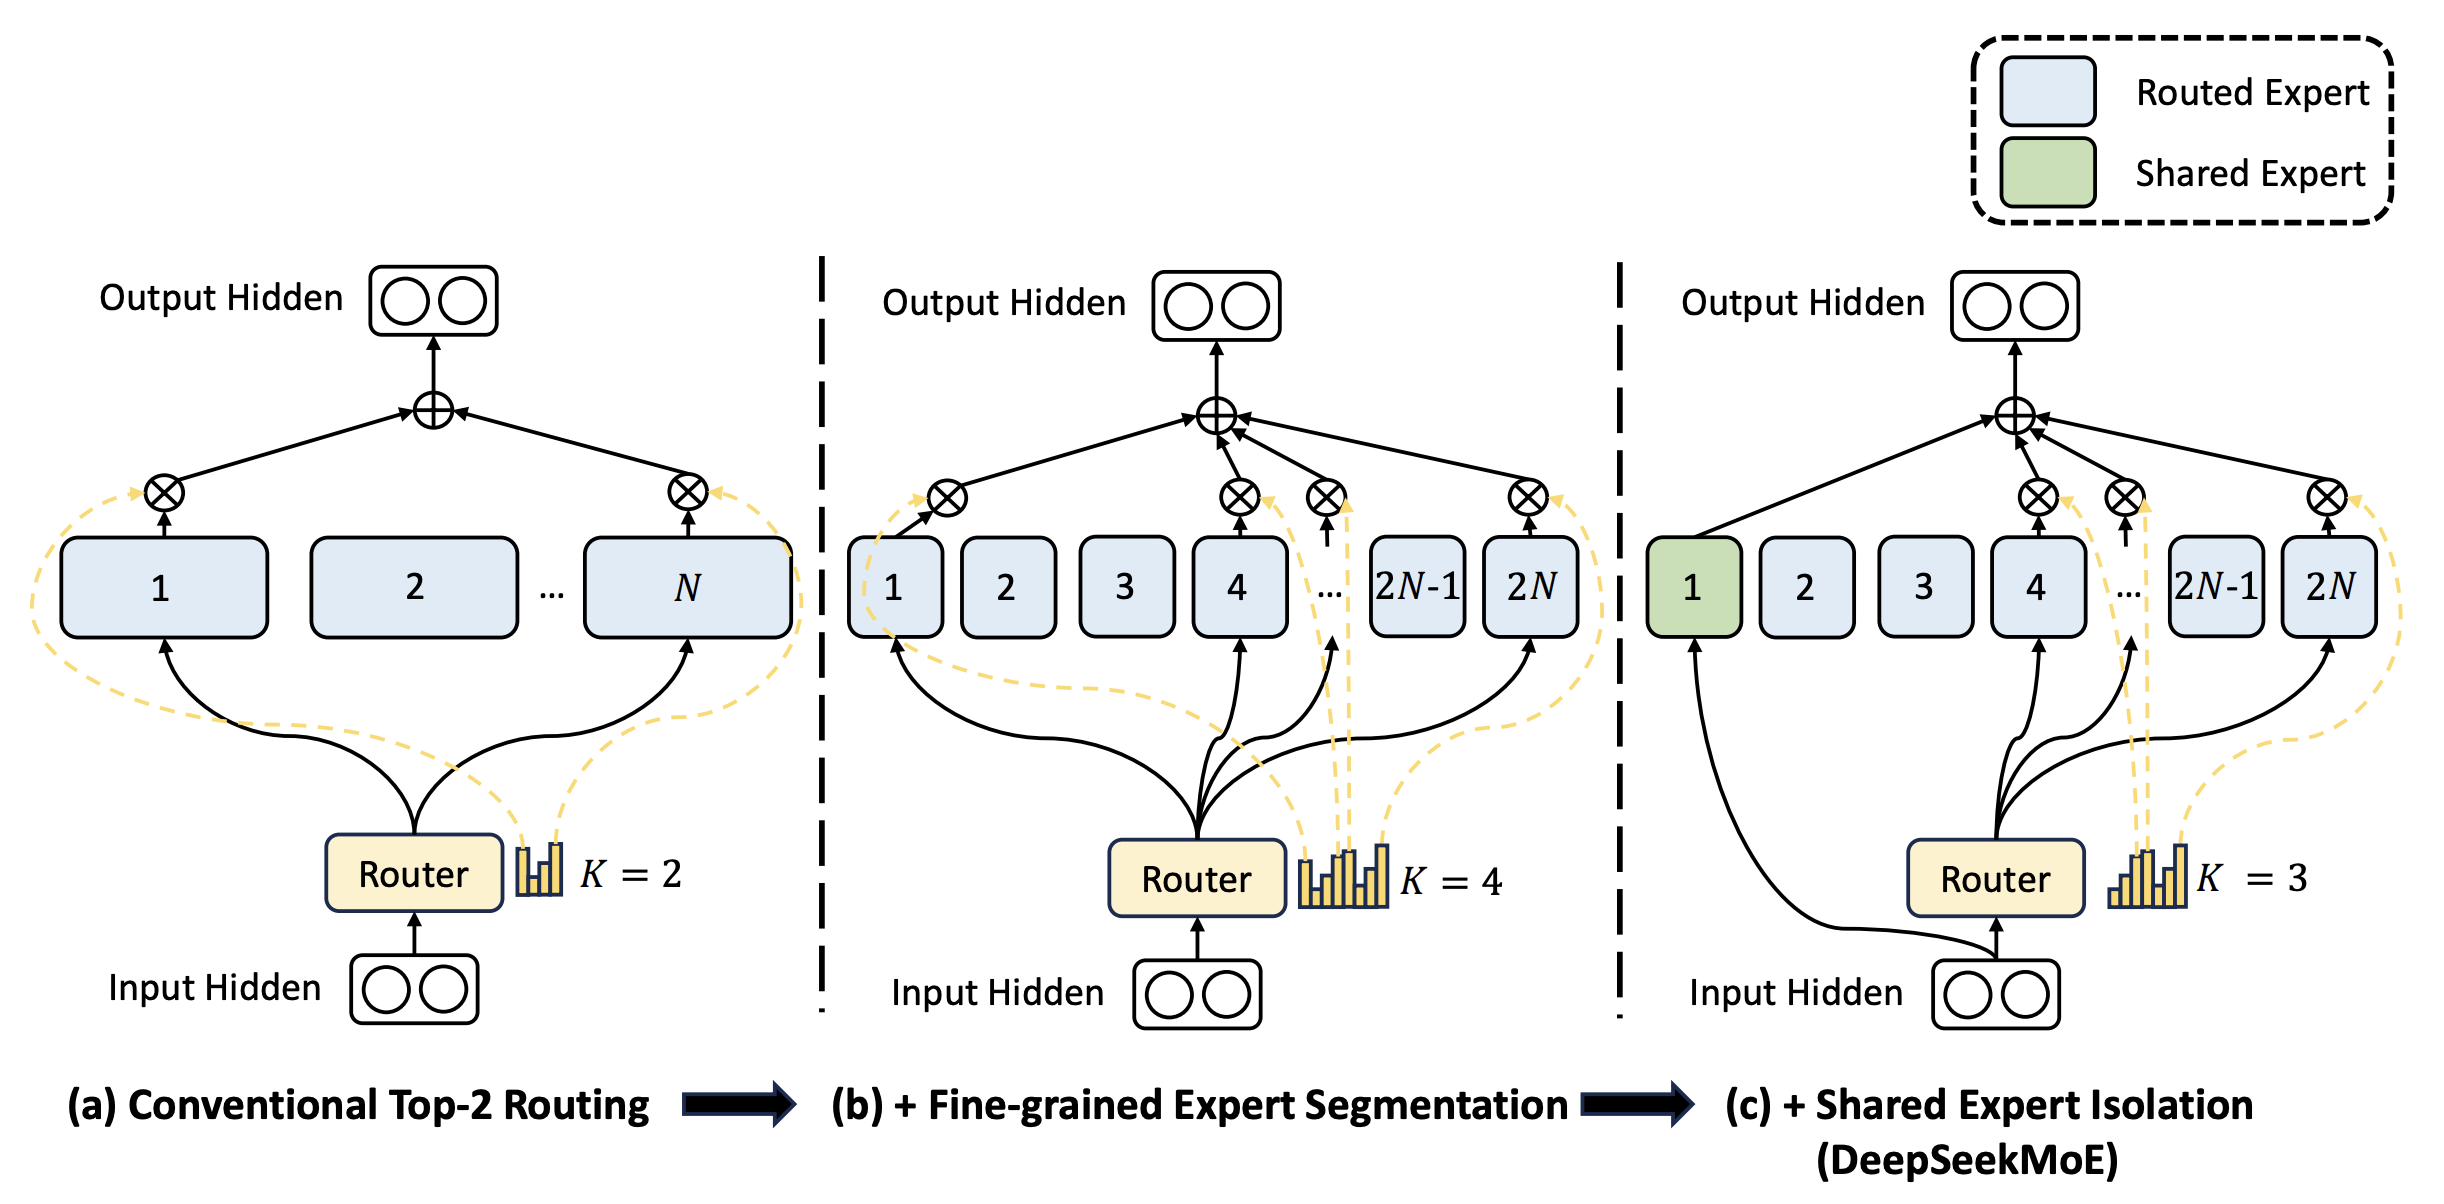 Routed Expert
Shared Expert
Output Hidden
1
2
...
N
Router
K = 2
Input Hidden
(a) Conventional Top-2 Routing
Output Hidden
1
2
3
4
...
2N-1
2N
Router
K = 4
Input Hidden
(b) + Fine-grained Expert Segmentation
Output Hidden
1
2
3
4
...
2N-1
2N
Router
K = 3
Input Hidden
(c) + Shared Expert Isolation
(DeepSeekMoE)